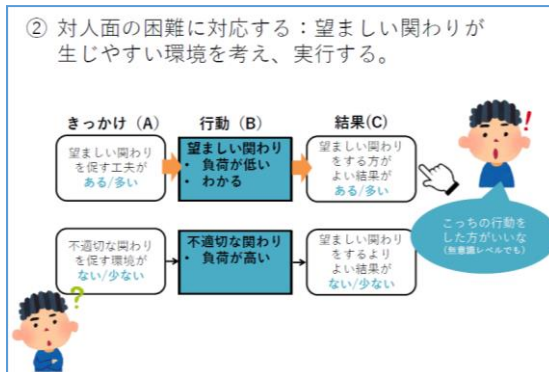 ② 対人面の困難に対応する：望ましい関わりが
生じやすい環境を考え、実行する。
きっかけ（A）
行動（B）
結果(C)
望ましい関わり
を促す工夫が
ある/多い
望ましい関わり
・ 負荷が低い
・ わかる
望ましい関わり
をする方が
よい結果が
ある/多い
!
こっちの行動を
した方がいいな
(無意識レベルでも)
不適切な関わり
を促す環境が
ない/少ない
不適切な関わり
・ 負荷が高い
望ましい関わり
をするより
よい結果が
ない/少ない
?